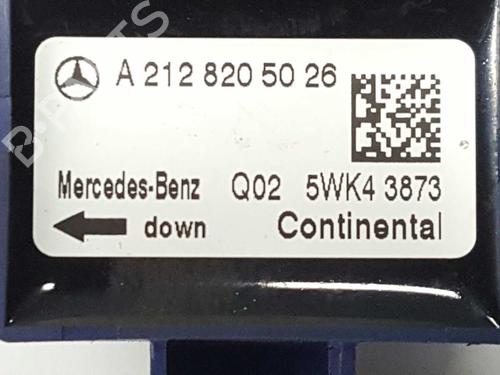 A 212 820 50 26
Mercedes-Benz Q02 5WK4 3873
down Continental